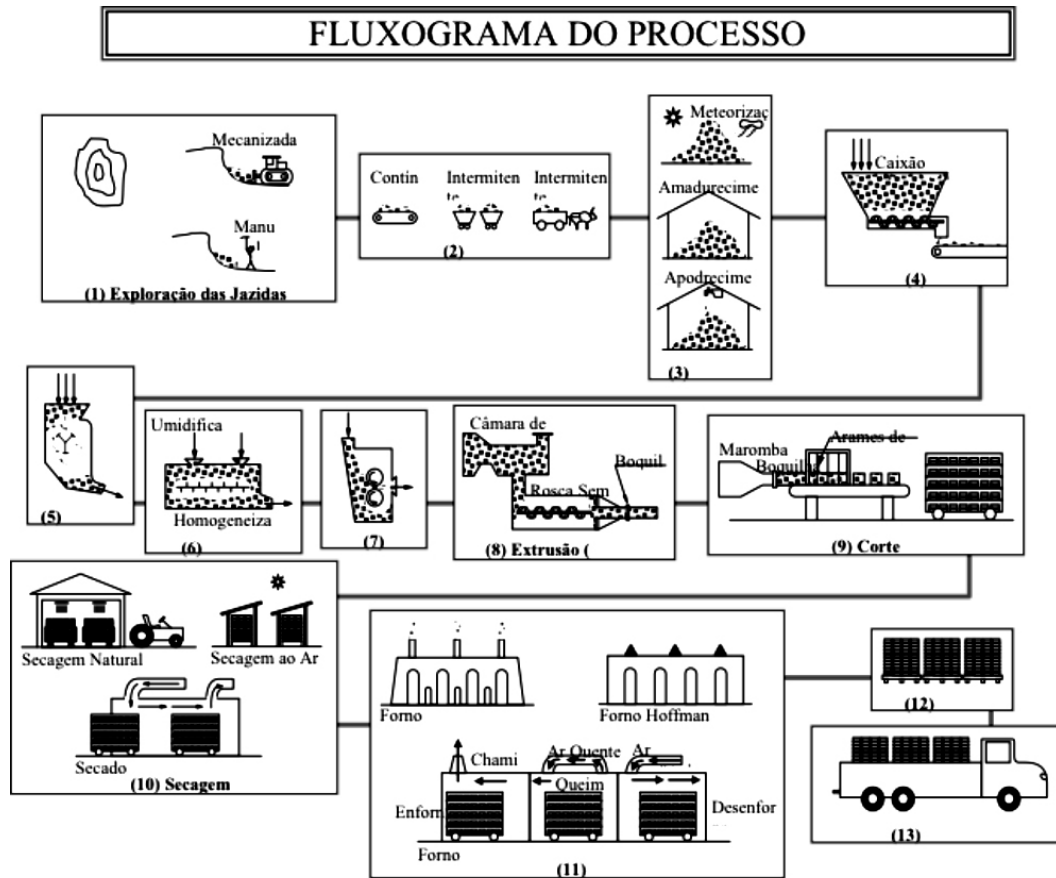 FLUXOGRAMA DO PROCESSO
Mecanizada
Manu
(1) Exploração das Jazidas
Contin
Intermiten
te
Intermiten
te
(2)
Meteorizaç
Amadurecime
Apodrecime
(3)
Caixão
(4)
(5)
Umidifica
Homogeneiza
(6)
(7)
Câmara de
Boquil
Rosca Sem
(8) Extrusão (
Arames de
Maromba
Boquilh
(9) Corte
Secagem Natural
Secagem ao Ar
Secado
(10) Secagem
Forno
Forno Hoffman
Chami
Ar Quente
Ar
Enforn
Queim
Desenfor
Forno
(11)
(12)
(13)